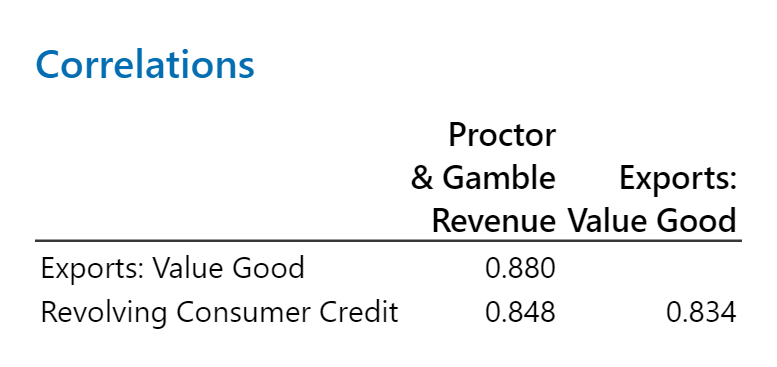 Correlations
Proctor
& Gamble Exports:
Revenue Value Good
Exports: Value Good 0.880
Revolving Consumer Credit 0.848 0.834